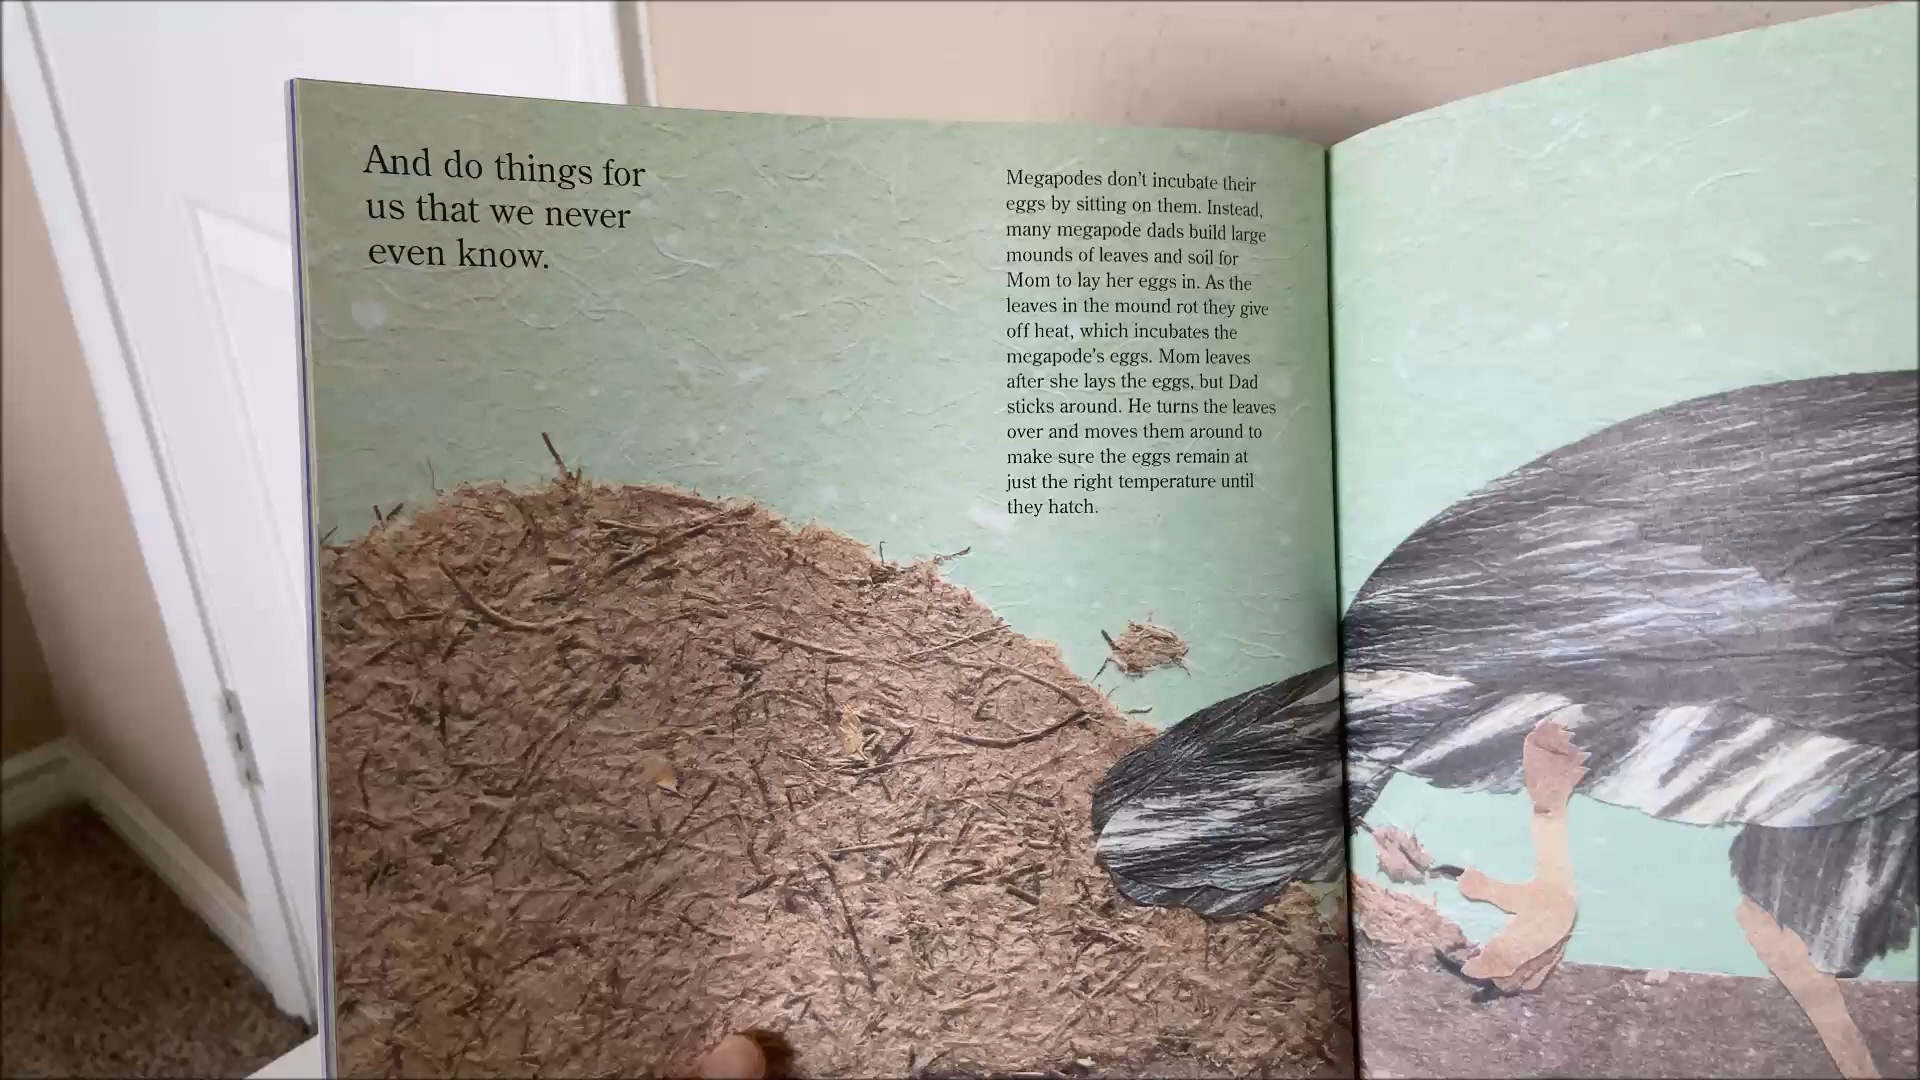 And do things for
us that we never
even know.
Megapodes don't incubate their
eggs by sitting on them. Instead,
many megapode dads build large
mounds of leaves and soil for
Mom to lay her eggs in. As the
leaves in the mound rot they give
off heat, which incubates the
megapode's eggs. Mom leaves
after she lays the eggs, but Dad
sticks around. He turns the leaves
over and moves them around to
make sure the eggs remain at
just the right temperature until
they hatch.